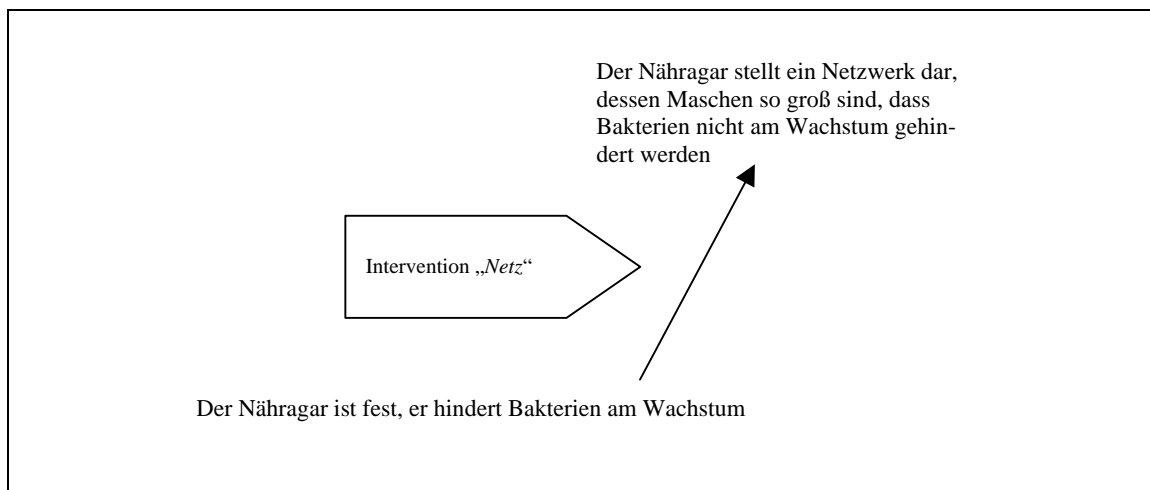 Der Nähragar stellt ein Netzwerk dar,
dessen Maschen so groß sind, dass
Bakterien nicht am Wachstum gehin-
dert werden
Intervention „Netz“
Der Nähragar ist fest, er hindert Bakterien am Wachstum